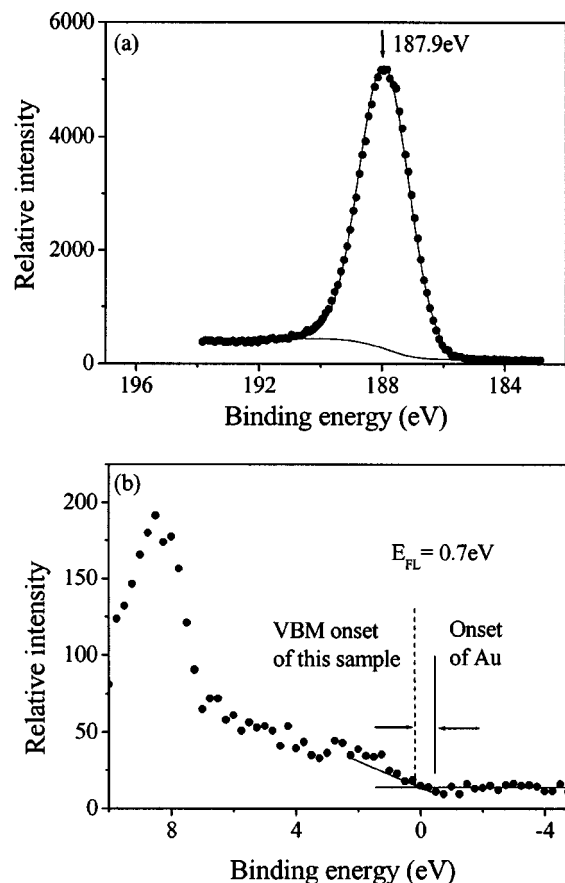 (a)
187.9eV
6000
4000
2000
0
Relative intensity
196 192 188 184
Binding energy (eV)
(b)
200
150
100
50
0
Relative intensity
E_FL = 0.7eV
VBM onset Onset
of this sample of Au
8 4 0 -4
Binding energy (eV)